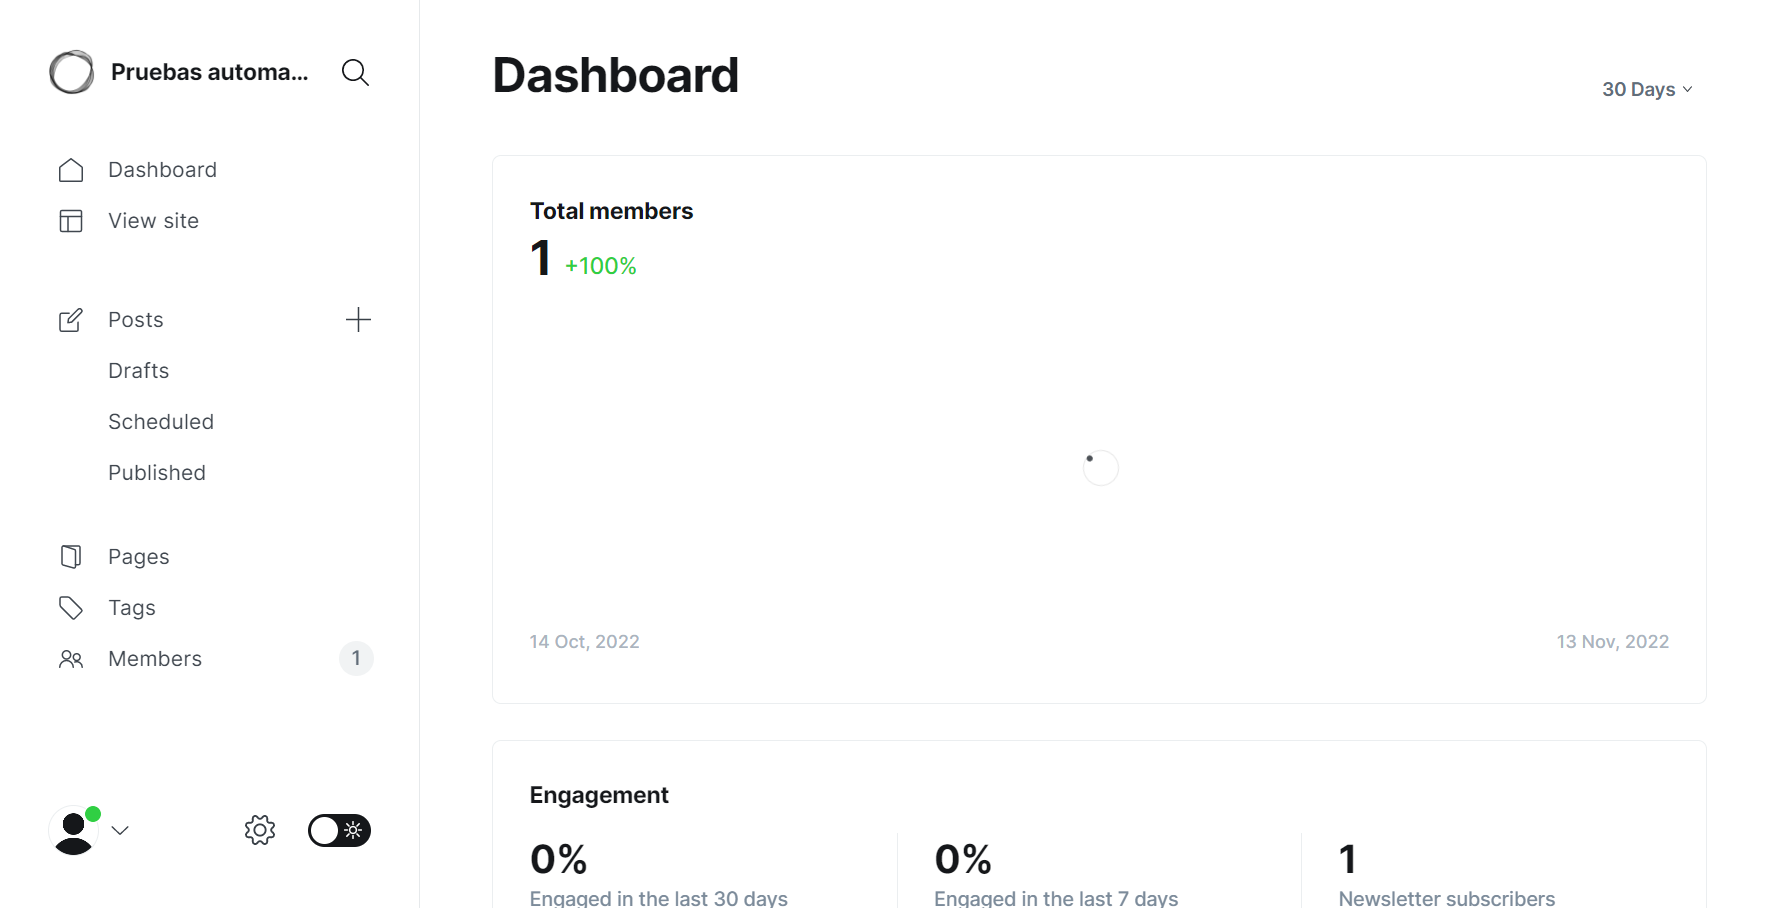 Pruebas automa...
Dashboard
View site
Posts
Drafts
Scheduled
Published
Pages
Tags
Members
1
Dashboard
30 Days
Total members
1 +100%
14 Oct, 2022
13 Nov, 2022
Engagement
0%
Engaged in the last 30 days
0%
Engaged in the last 7 days
1
Newsletter subscribers